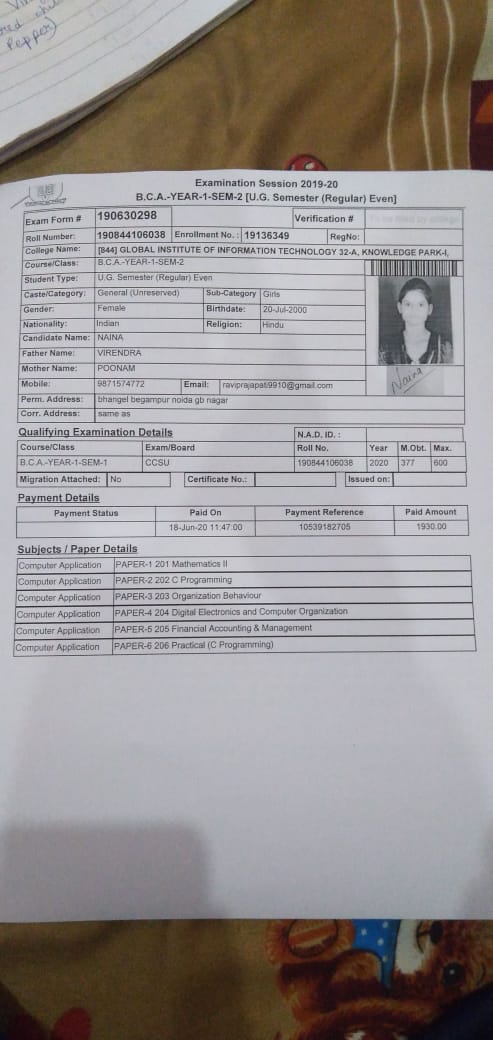 red
Pepper)
Examination Session 2019-20
B.C.A.-YEAR-1-SEM-2 [U.G. Semester (Regular) Even]
Exam Form # 190630298 Verification #
Roll Number: 190844106038 Enrollment No. : 19136349 RegNo:
College Name: [844] GLOBAL INSTITUTE OF INFORMATION TECHNOLOGY 32-A, KNOWLEDGE PARK-I,
Course/Class: B.C.A.-YEAR-1-SEM-2
Student Type: U.G. Semester (Regular) Even
Caste/Category: General (Unreserved) Sub-Category Girls
Gender: Female Birthdate: 20-Jul-2000
Nationality: Indian Religion: Hindu
Candidate Name: NAINA
Father Name: VIRENDRA
Mother Name: POONAM
Naina
Mobile: 9871574772 Email: raviprajapati9910@gmail.com
Perm. Address: bhangel begampur noida gb nagar
Corr. Address: same as
Qualifying Examination Details N.A.D. ID. :
Course/Class Exam/Board Roll No. Year M.Obt. Max.
B.C.A.-YEAR-1-SEM-1 CCSU 190844106038 2020 377 600
Migration Attached: No Certificate No.: Issued on:
Payment Details
Payment Status Paid On Payment Reference Paid Amount
18-Jun-20 11:47:00 10539182705 1930.00
Subjects / Paper Details
Computer Application PAPER-1 201 Mathematics II
Computer Application PAPER-2 202 C Programming
Computer Application PAPER-3 203 Organization Behaviour
Computer Application PAPER-4 204 Digital Electronics and Computer Organization
Computer Application PAPER-5 205 Financial Accounting & Management
Computer Application PAPER-6 206 Practical (C Programming)